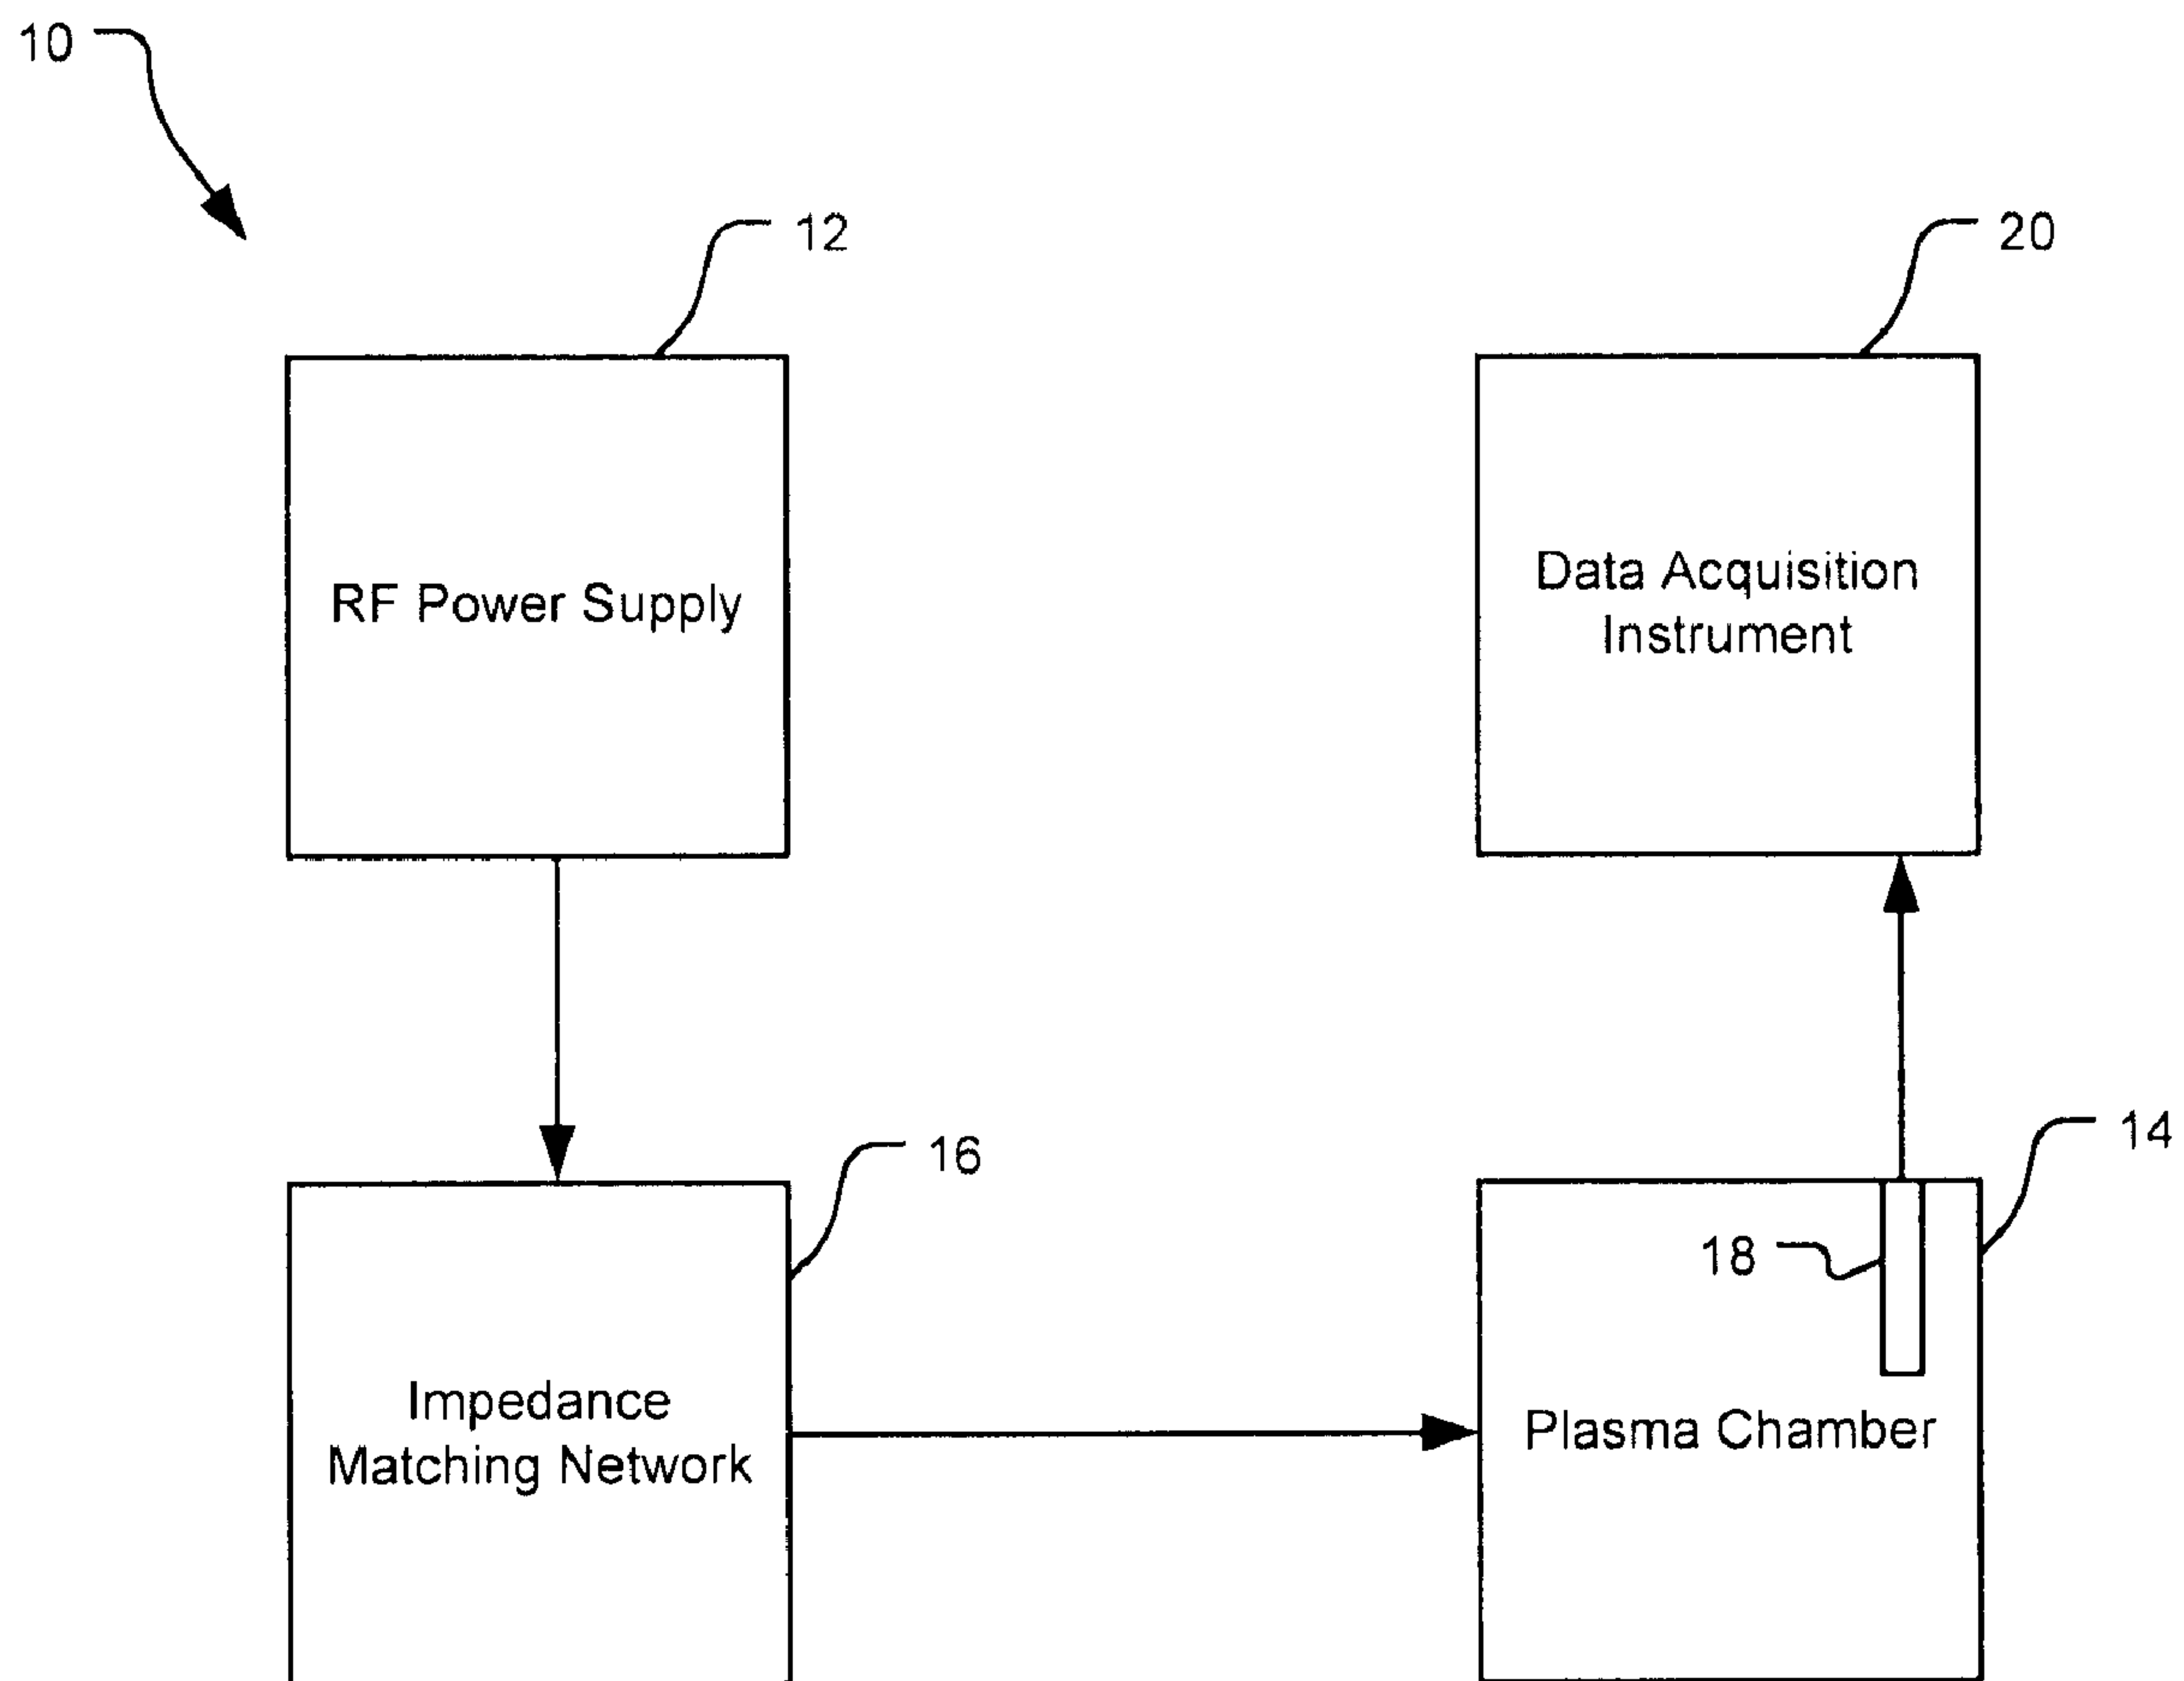 10
12
20
RF Power Supply
Data Acquisition
Instrument
16
14
18
Impedance
Matching Network
Plasma Chamber